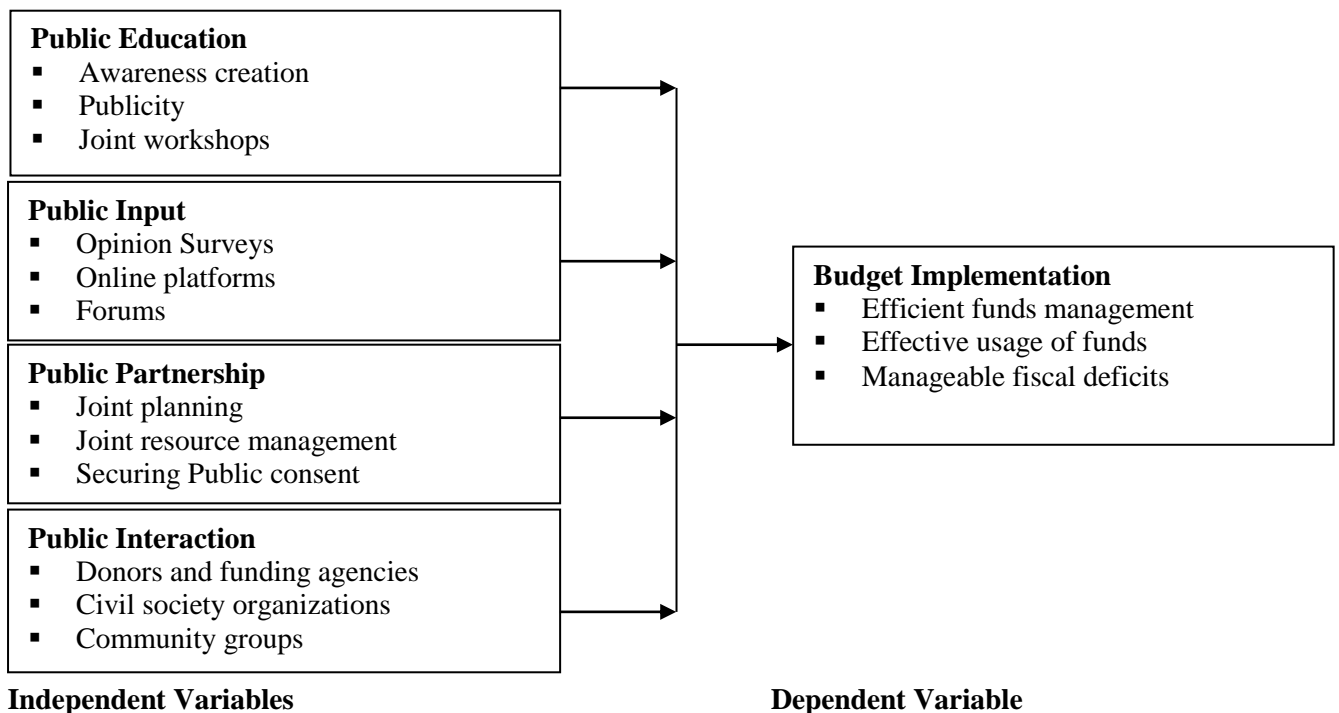 Public Education
▪ Awareness creation
▪ Publicity
▪ Joint workshops
Public Input
▪ Opinion Surveys
▪ Online platforms
▪ Forums
Public Partnership
▪ Joint planning
▪ Joint resource management
▪ Securing Public consent
Public Interaction
▪ Donors and funding agencies
▪ Civil society organizations
▪ Community groups
Independent Variables
Budget Implementation
▪ Efficient funds management
▪ Effective usage of funds
▪ Manageable fiscal deficits
Dependent Variable